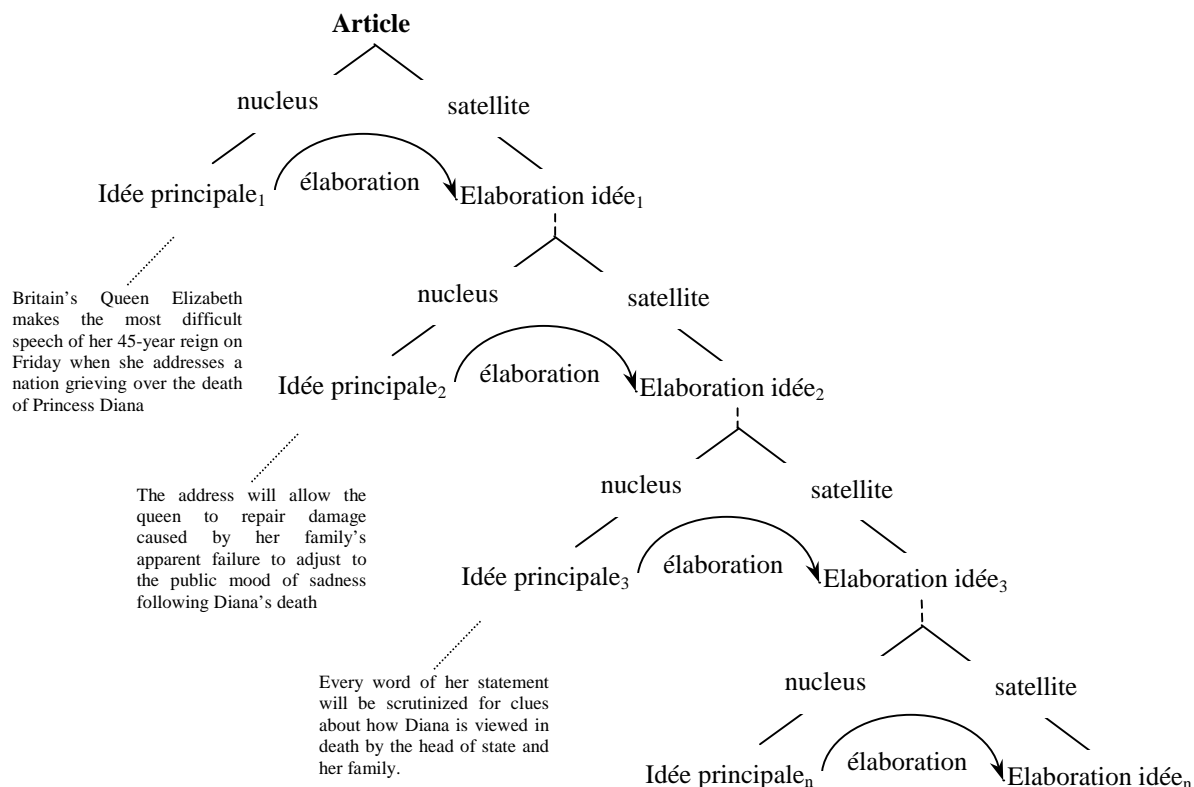 Article
nucleus
satellite
Idée principale1
élaboration
Elaboration idée1
Britain's Queen Elizabeth
makes the most difficult
speech of her 45-year reign on
Friday when she addresses a
nation grieving over the death
of Princess Diana
nucleus
satellite
Idée principale2
élaboration
Elaboration idée2
The address will allow the
queen to repair damage
caused by her family's
apparent failure to adjust to
the public mood of sadness
following Diana's death
nucleus
satellite
Idée principale3
élaboration
Elaboration idée3
Every word of her statement
will be scrutinized for clues
about how Diana is viewed in
death by the head of state and
her family.
nucleus
satellite
Idée principalen
élaboration
Elaboration idéen